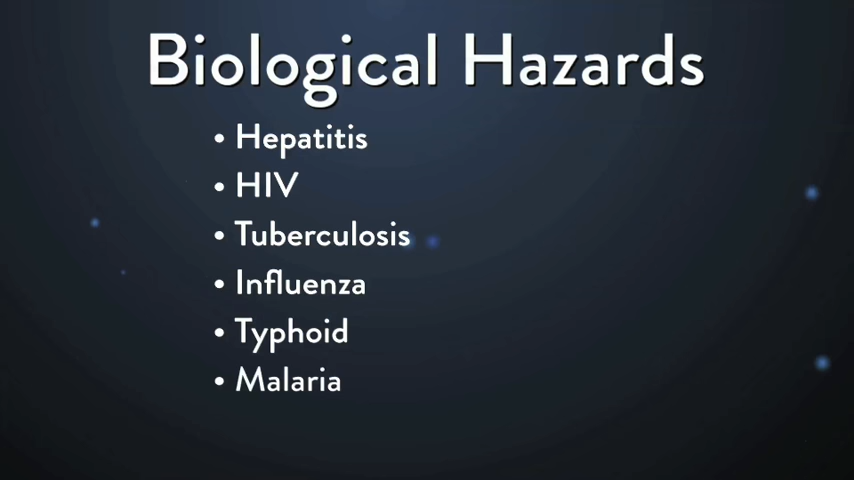 Biological Hazards
• Hepatitis
• HIV
• Tuberculosis
• Influenza
• Typhoid
• Malaria